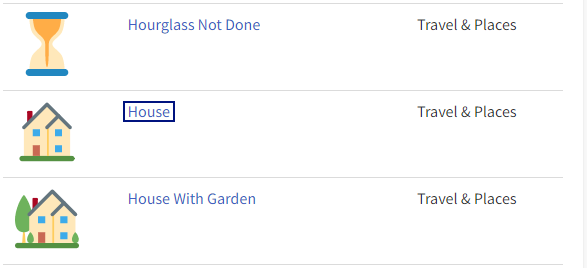 Hourglass Not Done Travel & Places
House Travel & Places
House With Garden Travel & Places